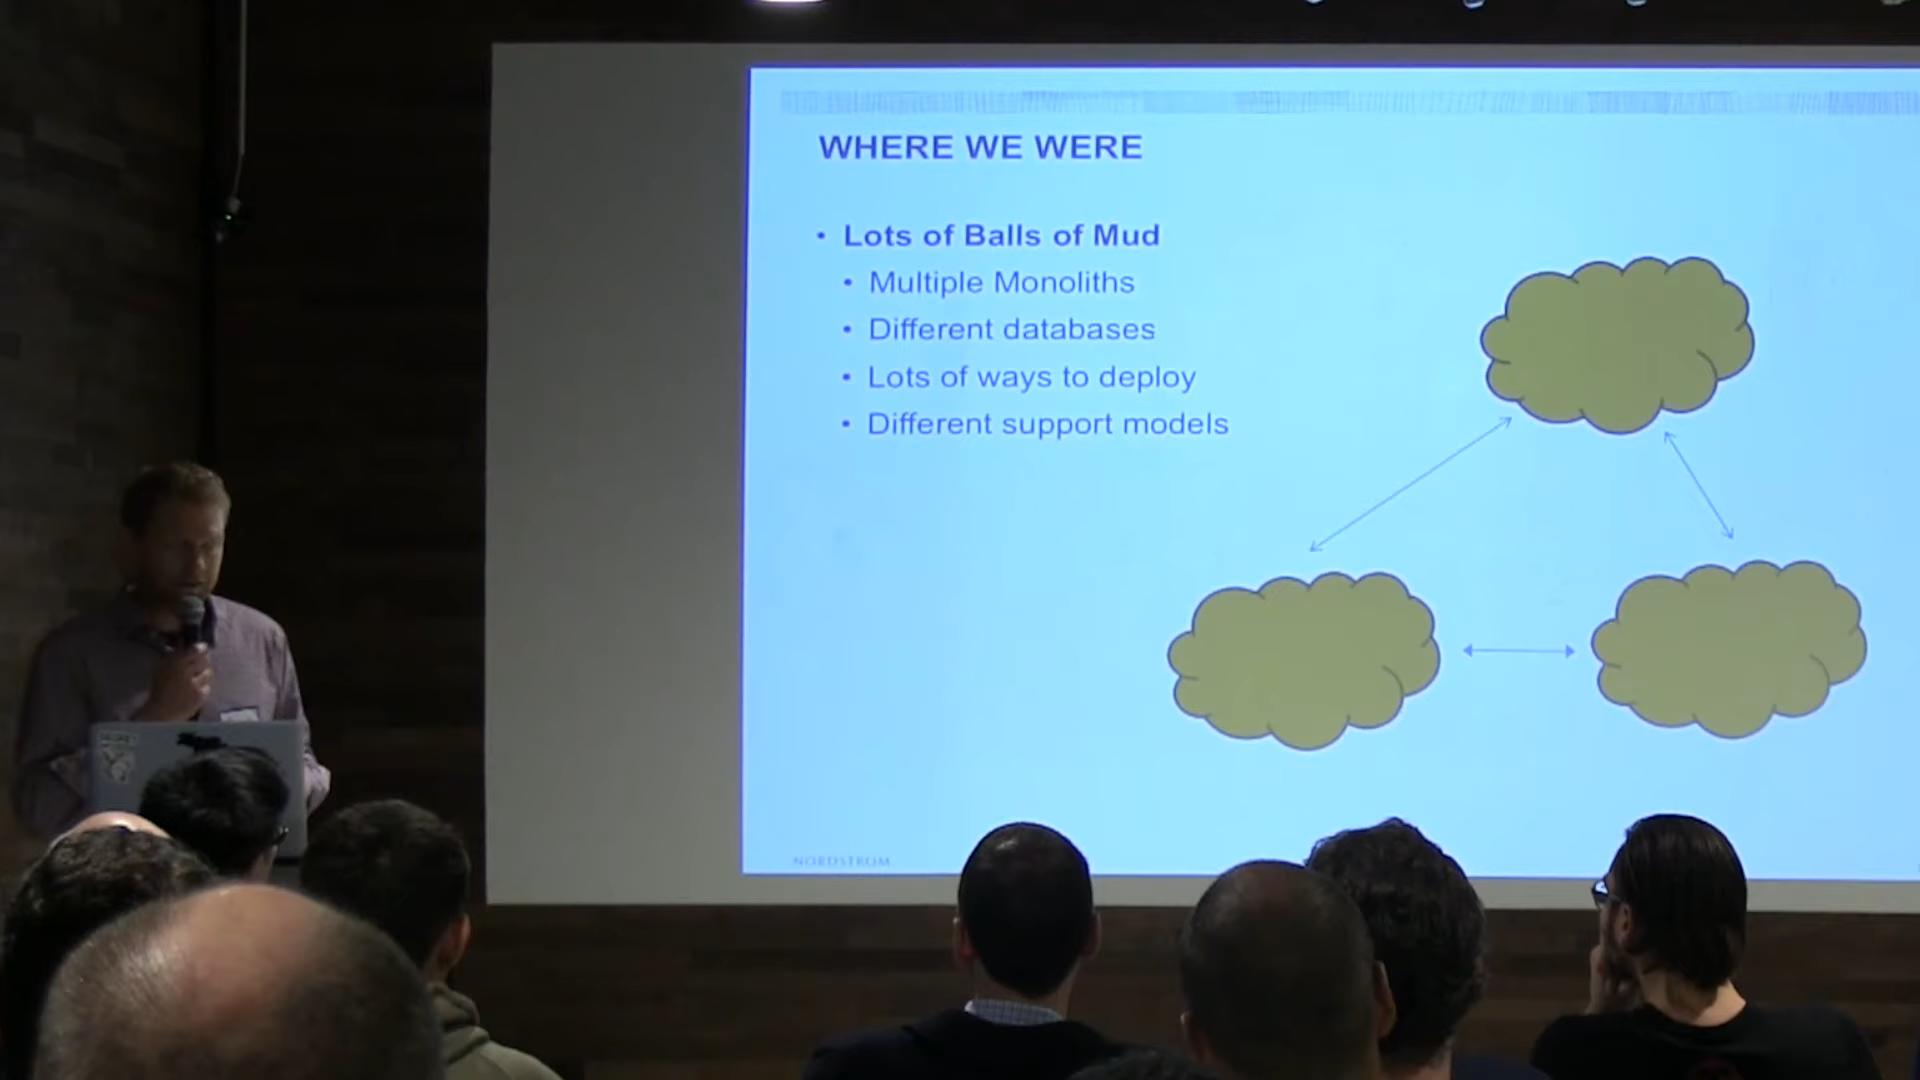 WHERE WE WERE
• Lots of Balls of Mud
• Multiple Monoliths
• Different databases
• Lots of ways to deploy
• Different support models
NORDSTROM